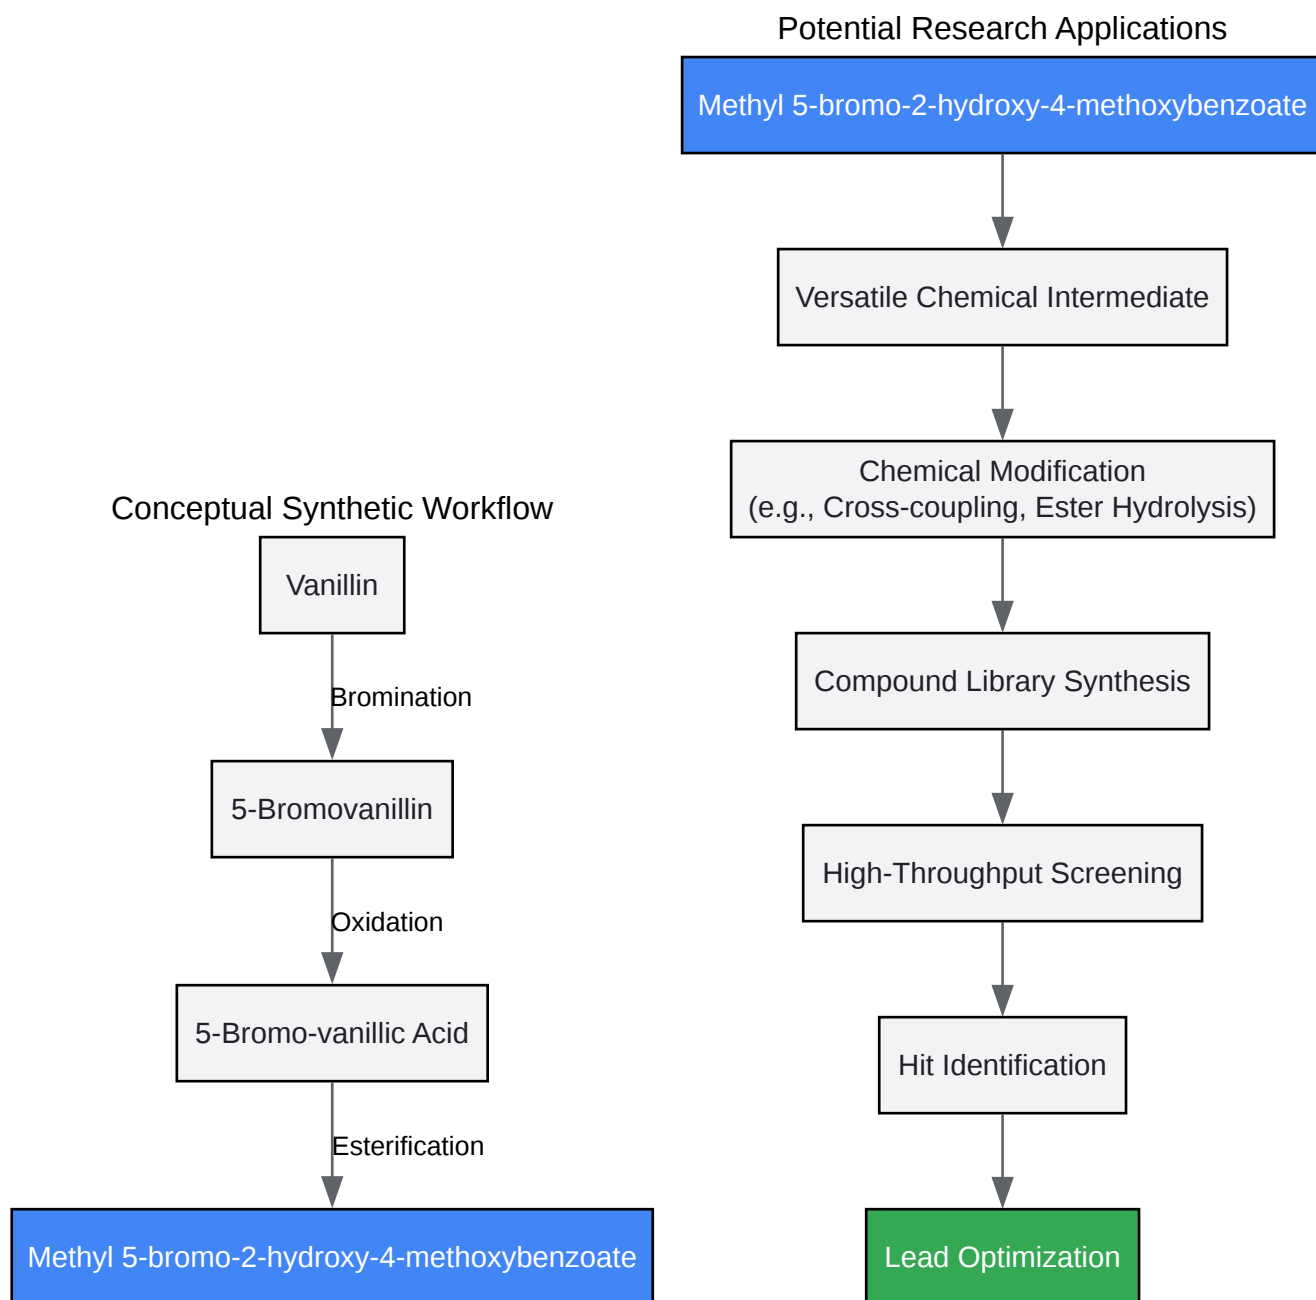 Potential Research Applications
Methyl 5-bromo-2-hydroxy-4-methoxybenzoate
Versatile Chemical Intermediate
Chemical Modification
(e.g., Cross-coupling, Ester Hydrolysis)
Compound Library Synthesis
High-Throughput Screening
Hit Identification
Lead Optimization
Conceptual Synthetic Workflow
Vanillin
Bromination
5-Bromovanillin
Oxidation
5-Bromo-vanillic Acid
Esterification
Methyl 5-bromo-2-hydroxy-4-methoxybenzoate